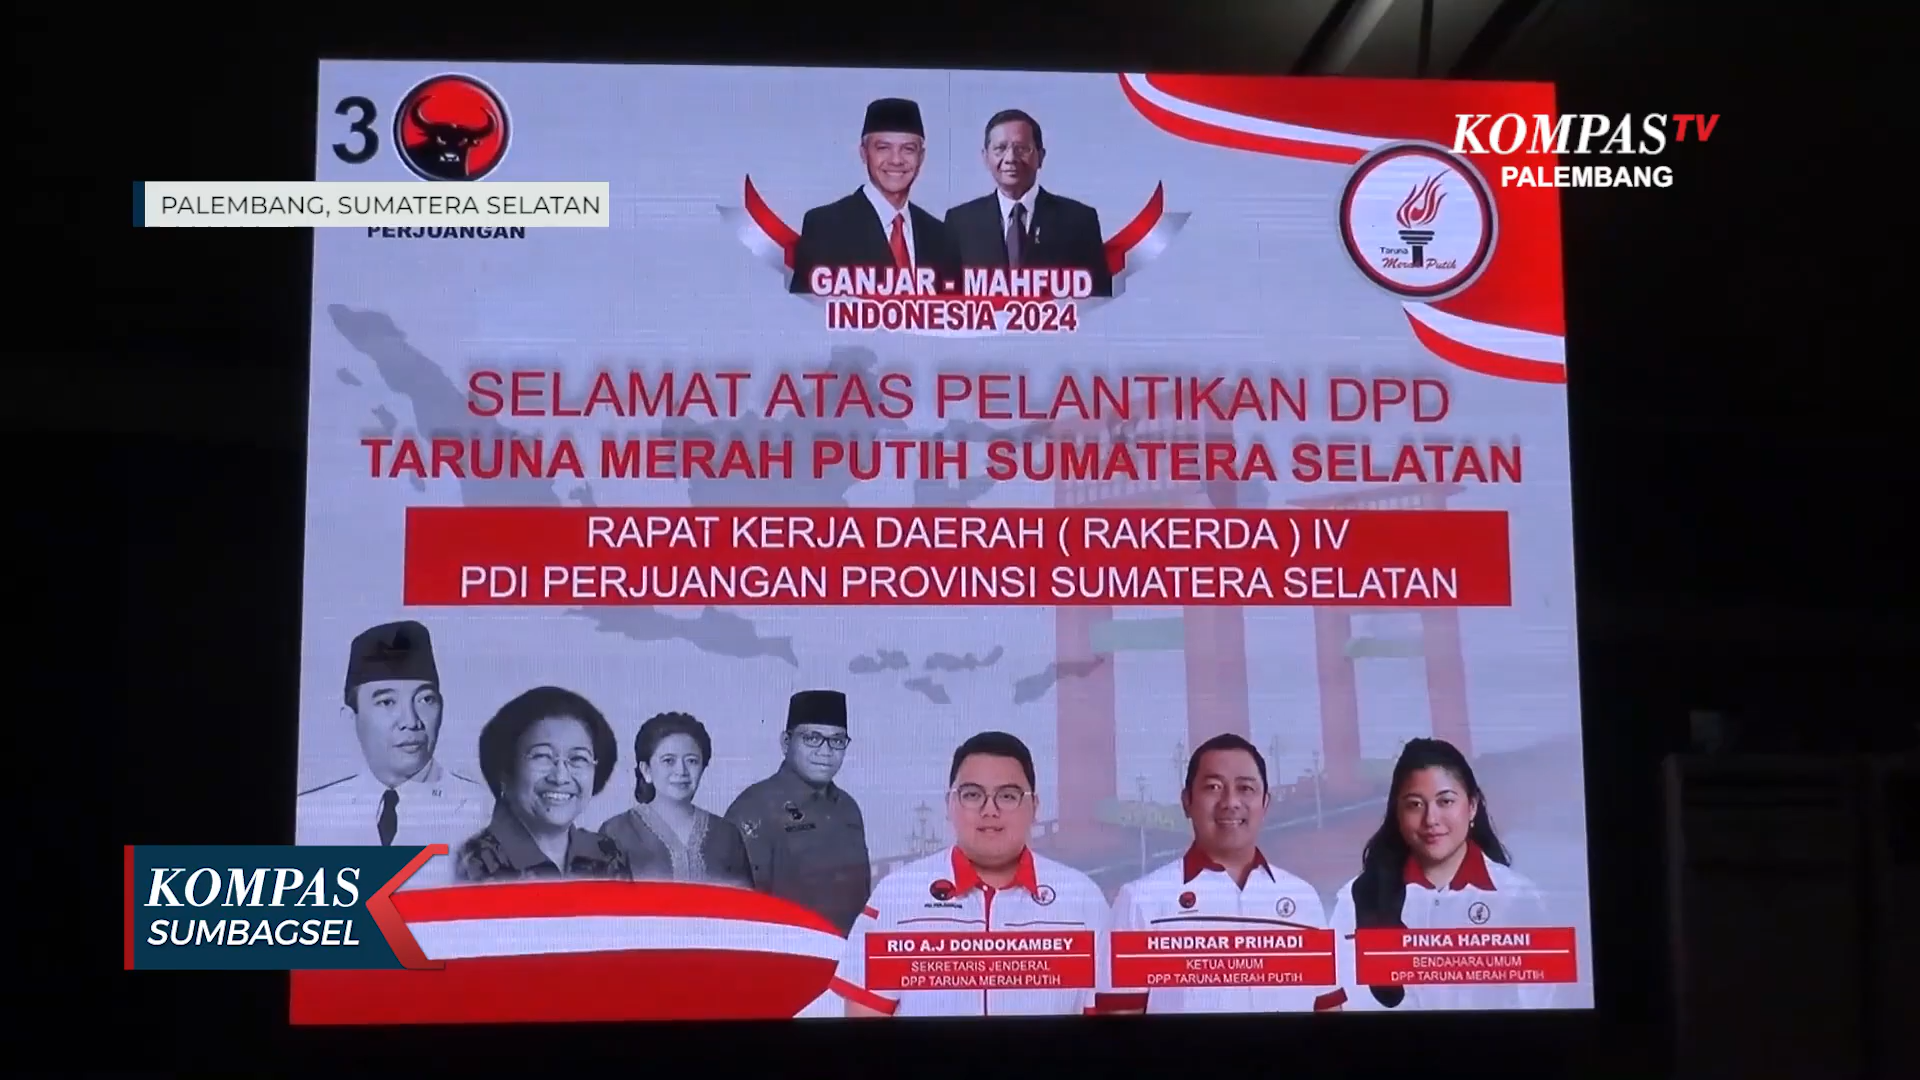 3
KOMPAS TV
PALEMBANG
PALEMBANG, SUMATERA SELATAN
PERJUANGAN
Taruna
Merah Putih
GANJAR - MAHFUD
INDONESIA 2024
SELAMAT ATAS PELANTIKAN DPD
TARUNA MERAH PUTIH SUMATERA SELATAN
RAPAT KERJA DAERAH ( RAKERDA ) IV
PDI PERJUANGAN PROVINSI SUMATERA SELATAN
KOMPAS
SUMBAGSEL
RIO A.J DONDOKAMBEY
SEKRETARIS JENDERAL
DPP TARUNA MERAH PUTIH
HENDRAR PRIHADI
KETUA UMUM
DPP TARUNA MERAH PUTIH
PINKA HAPRANI
BENDAHARA UMUM
DPP TARUNA MERAH PUTIH